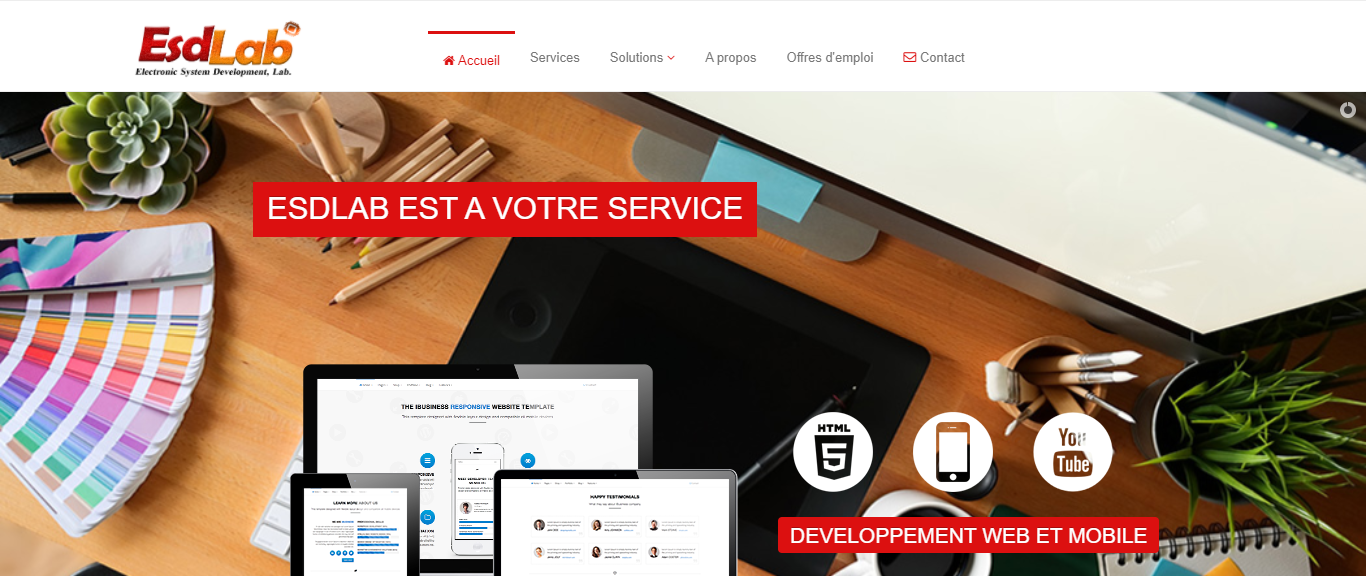 EsdLab
Electronic System Development, Lab.
Accueil
Services
Solutions
A propos
Offres d'emploi
Contact
ESDLAB EST A VOTRE SERVICE
THE IBUSINESS RESPONSIVE WEBSITE TEMPLATE
LEARN MORE ABOUT US
HAPPY TESTIMONIALS
HTML
5
You
Tube
DEVELOPPEMENT WEB ET MOBILE